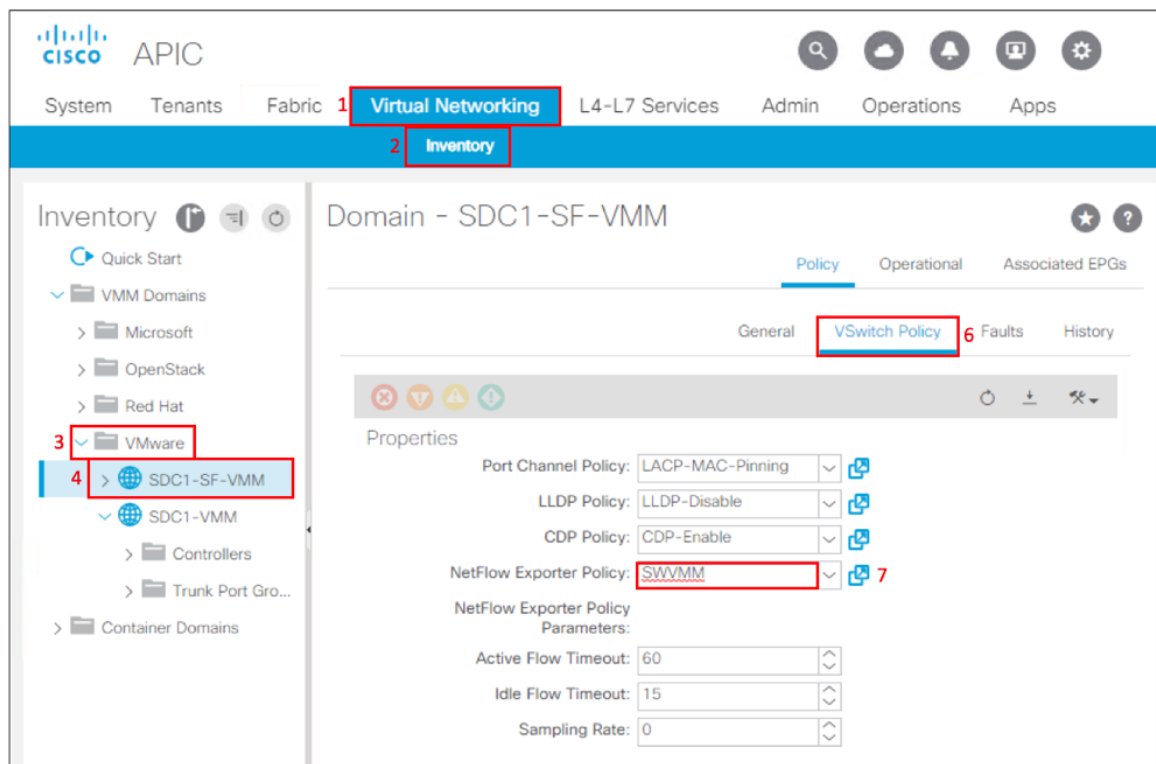 CISCO APIC
System Tenants Fabric 1 Virtual Networking L4-L7 Services Admin Operations Apps
2 Inventory
Inventory
Quick Start
VMM Domains
Microsoft
OpenStack
Red Hat
3 VMware
4 SDC1-SF-VMM
SDC1-VMM
Controllers
Trunk Port Gro...
Container Domains
Domain - SDC1-SF-VMM
Policy Operational Associated EPGs
General VSwitch Policy 6 Faults History
Properties
Port Channel Policy: LACP-MAC-Pinning
LLDP Policy: LLDP-Disable
CDP Policy: CDP-Enable
NetFlow Exporter Policy: SWVMM 7
NetFlow Exporter Policy
Parameters:
Active Flow Timeout: 60
Idle Flow Timeout: 15
Sampling Rate: 0